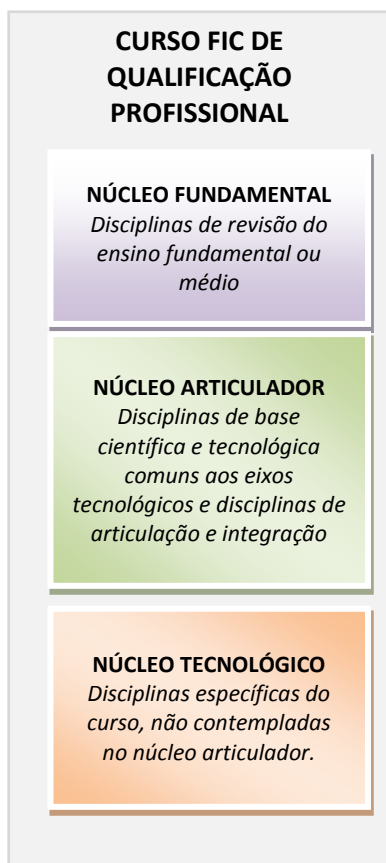 CURSO FIC DE
QUALIFICAÇÃO
PROFISSIONAL
NÚCLEO FUNDAMENTAL
Disciplinas de revisão do
ensino fundamental ou
médio
NÚCLEO ARTICULADOR
Disciplinas de base
científica e tecnológica
comuns aos eixos
tecnológicos e disciplinas de
articulação e integração
NÚCLEO TECNOLÓGICO
Disciplinas específicas do
curso, não contempladas
no núcleo articulador.